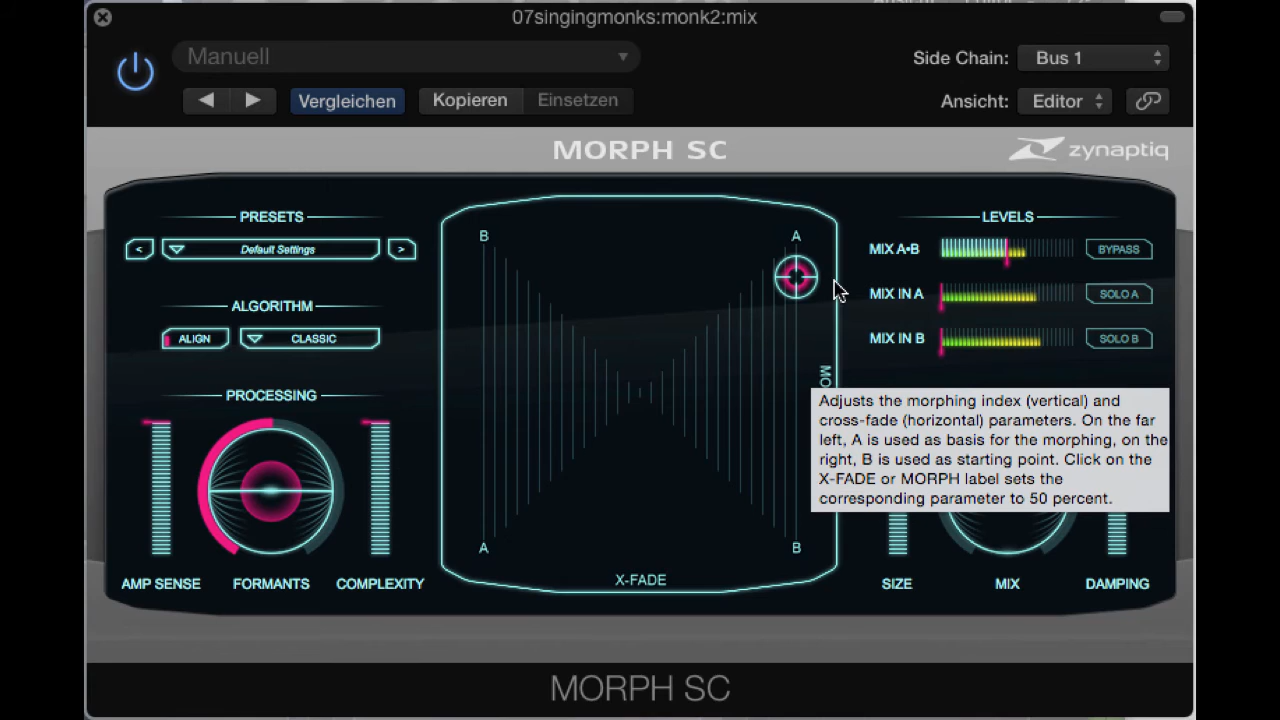 07singingmonks:monk2:mix
Manuell
Side Chain: Bus 1
Vergleichen Kopieren Einsetzen
Ansicht: Editor
MORPH SC
zynaptiq
PRESETS
< Default Settings >
ALGORITHM
ALIGN CLASSIC
PROCESSING
AMP SENSE FORMANTS COMPLEXITY
B A
A B
X-FADE
LEVELS
MIX A•B BYPASS
MIX IN A SOLO A
MIX IN B SOLO B
Adjusts the morphing index (vertical) and
cross-fade (horizontal) parameters. On the far
left, A is used as basis for the morphing, on the
right, B is used as starting point. Click on the
X-FADE or MORPH label sets the
corresponding parameter to 50 percent.
SIZE MIX DAMPING
MORPH SC